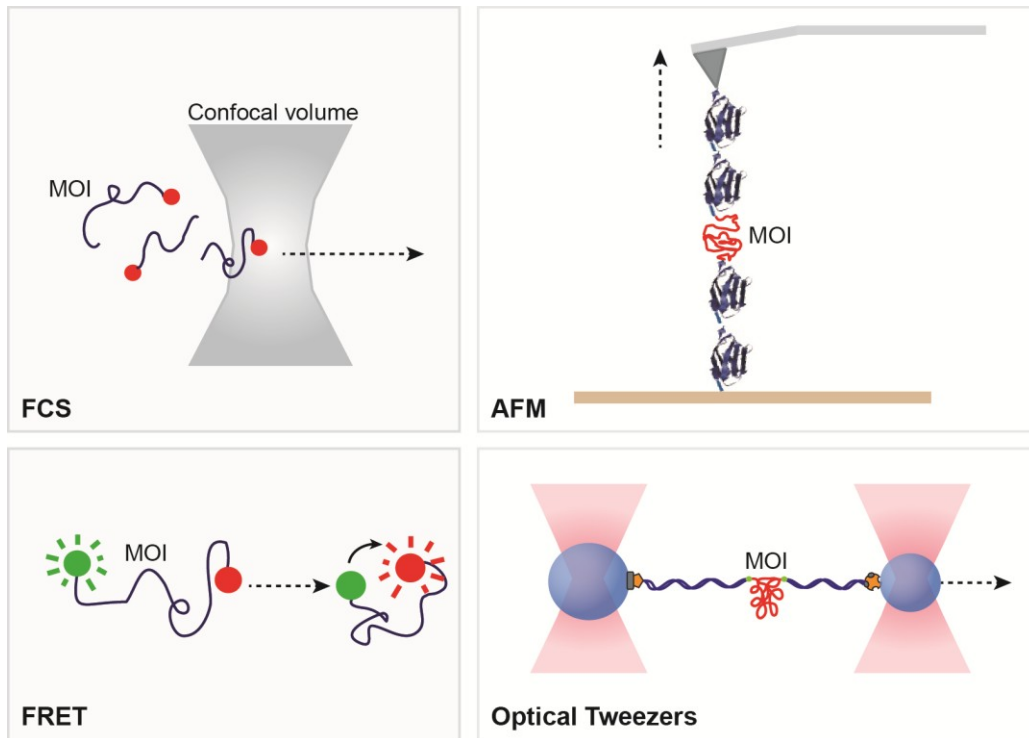 Confocal volume
MOI
FCS
MOI
AFM
MOI
FRET
MOI
Optical Tweezers